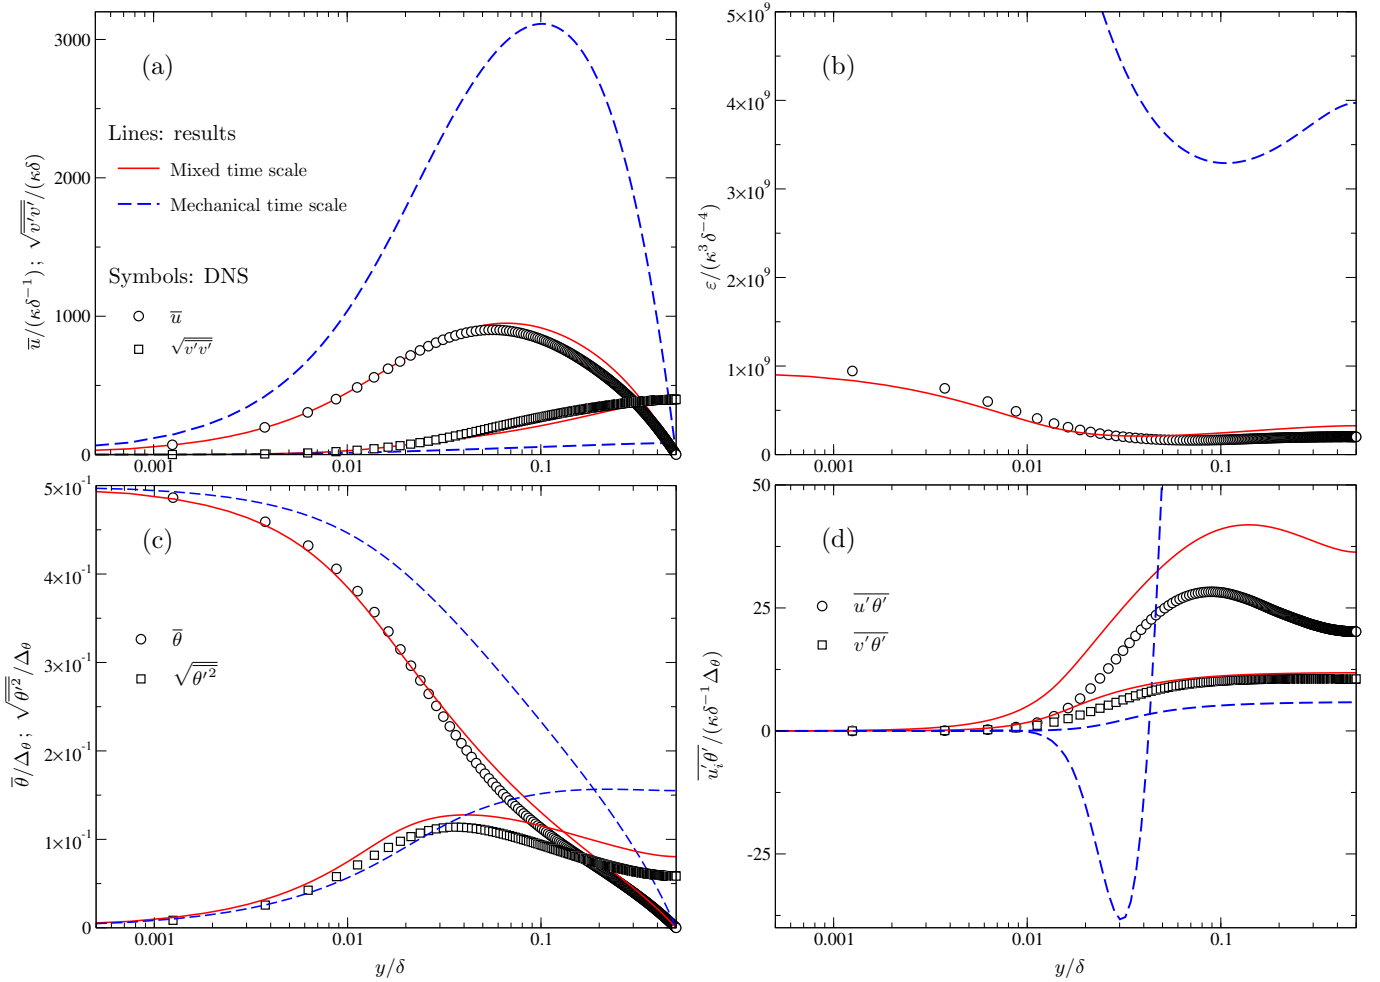 (a)
3000
2000
1000
0
u̅/(κδ⁻¹) ; √v′v′/(κδ)
Lines: results
Mixed time scale
Mechanical time scale
Symbols: DNS
u̅
√v′v′
0.001 0.01 0.1
(b)
5×10⁹
4×10⁹
3×10⁹
2×10⁹
1×10⁹
0
ε/(κ³δ⁻⁴)
0.001 0.01 0.1
(c)
5×10⁻¹
4×10⁻¹
3×10⁻¹
2×10⁻¹
1×10⁻¹
0
θ̅/Δθ ; √θ′²/Δθ
θ̅
√θ′²
0.001 0.01 0.1
y/δ
(d)
50
25
0
-25
u′ᵢθ′/(κδ⁻¹Δθ)
u′θ′
v′θ′
0.001 0.01 0.1
y/δ